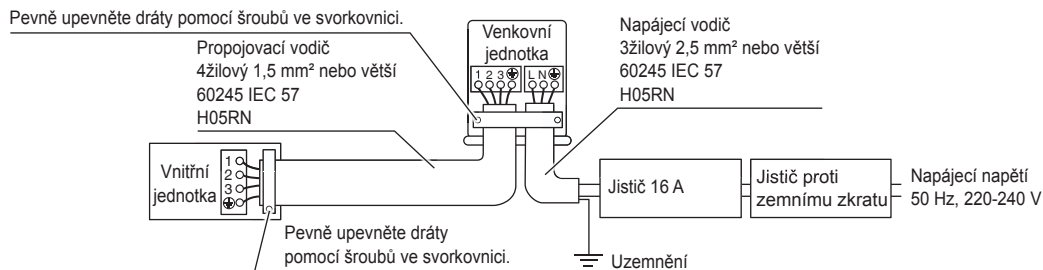 Pevně upevněte dráty pomocí šroubů ve svorkovnici.
Propojovací vodič
4žilový 1,5 mm² nebo větší
60245 IEC 57
H05RN
Venkovní
jednotka
1 2 3
L N
Napájecí vodič
3žilový 2,5 mm² nebo větší
60245 IEC 57
H05RN
Vnitřní
jednotka
1
2
3
Jistič 16 A
Jistič proti
zemnímu zkratu
Napájecí napětí
50 Hz, 220-240 V
Pevně upevněte dráty
pomocí šroubů ve svorkovnici.
Uzemnění